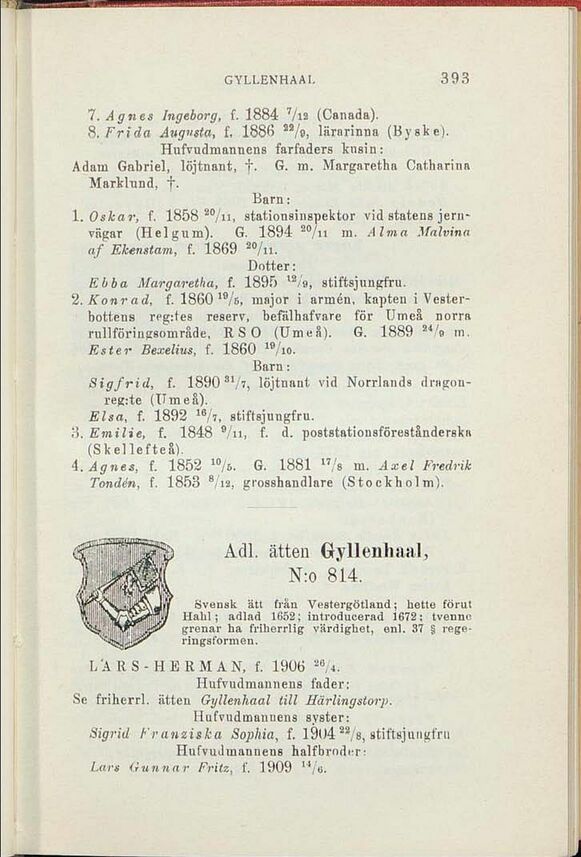 GYLLENHAAL 393
7. Agnes Ingeborg, f. 1884 7/12 (Canada).
8. Frida Augusta, f. 1886 22/9, lärarinna (Byske).
Hufvudmannens farfaders kusin:
Adam Gabriel, löjtnant, †. G. m. Margaretha Catharina
Marklund, †.
Barn:
1. Oskar, f. 1858 20/11, stationsinspektor vid statens jern-
vägar (Helgum). G. 1894 20/11 m. Alma Malvina
af Ekenstam, f. 1869 20/11.
Dotter:
Ebba Margaretha, f. 1895 12/9, stiftsjungfru.
2. Konrad, f. 1860 19/5, major i armén, kapten i Vester-
bottens reg:tes reserv, befälhafvare för Umeå norra
rullföringsområde, RSO (Umeå). G. 1889 24/9 m.
Ester Bexelius, f. 1860 19/10.
Barn:
Sigfrid, f. 1890 31/7, löjtnant vid Norrlands dragon-
reg:te (Umeå).
Elsa, f. 1892 16/7, stiftsjungfru.
3. Emilie, f. 1848 9/11, f. d. poststationsförestånderska
(Skellefteå).
4. Agnes, f. 1852 10/5. G. 1881 17/8 m. Axel Fredrik
Tondén, f. 1853 8/12, grosshandlare (Stockholm).
Adl. ätten Gyllenhaal,
N:o 814.
Svensk ätt från Vestergötland; hette förut
Hahl; adlad 1652; introducerad 1672; tvenne
grenar ha friherrlig värdighet, enl. 37 § rege-
ringsformen.
LARS-HERMAN, f. 1906 26/4.
Hufvudmannens fader:
Se friherrl. ätten Gyllenhaal till Härlingstorp.
Hufvudmannens syster:
Sigrid Franziska Sophia, f. 1904 22/8, stiftsjungfru
Hufvudmannens halfbroder:
Lars Gunnar Fritz, f. 1909 14/6.